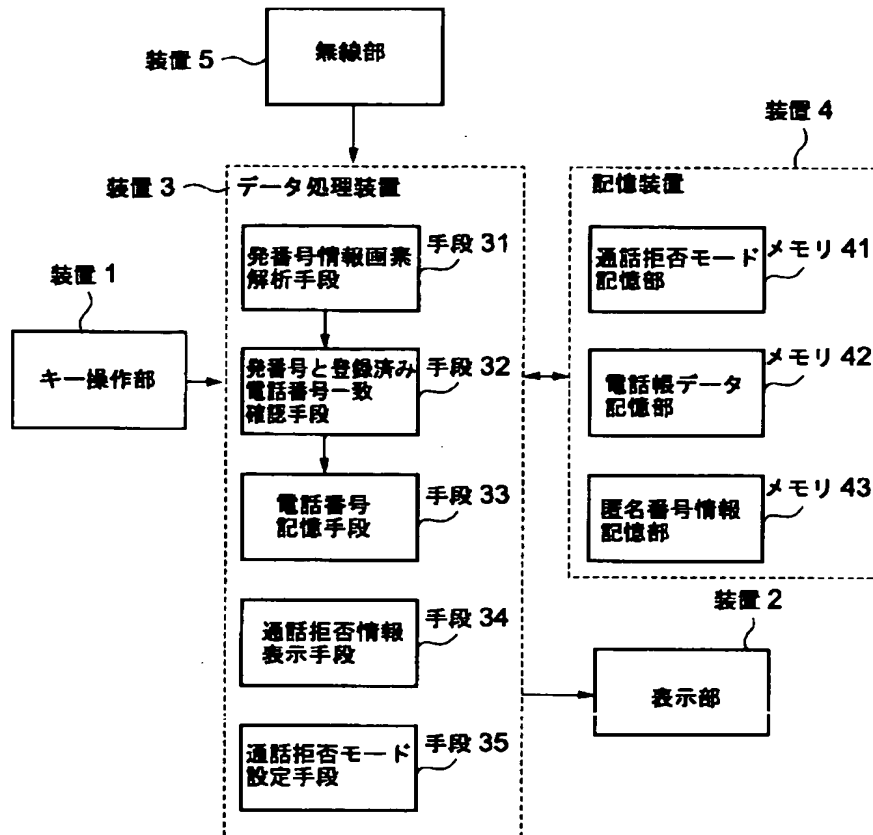 装置 5
無線部
装置 4
装置 3
データ処理装置
記憶装置
発番号情報画素
解析手段
手段 31
通話拒否モード
記憶部
メモリ 41
装置 1
キー操作部
発番号と登録済み
電話番号一致
確認手段
手段 32
電話帳データ
記憶部
メモリ 42
電話番号
記憶手段
手段 33
匿名番号情報
記憶部
メモリ 43
装置 2
通話拒否情報
表示手段
手段 34
表示部
通話拒否モード
設定手段
手段 35